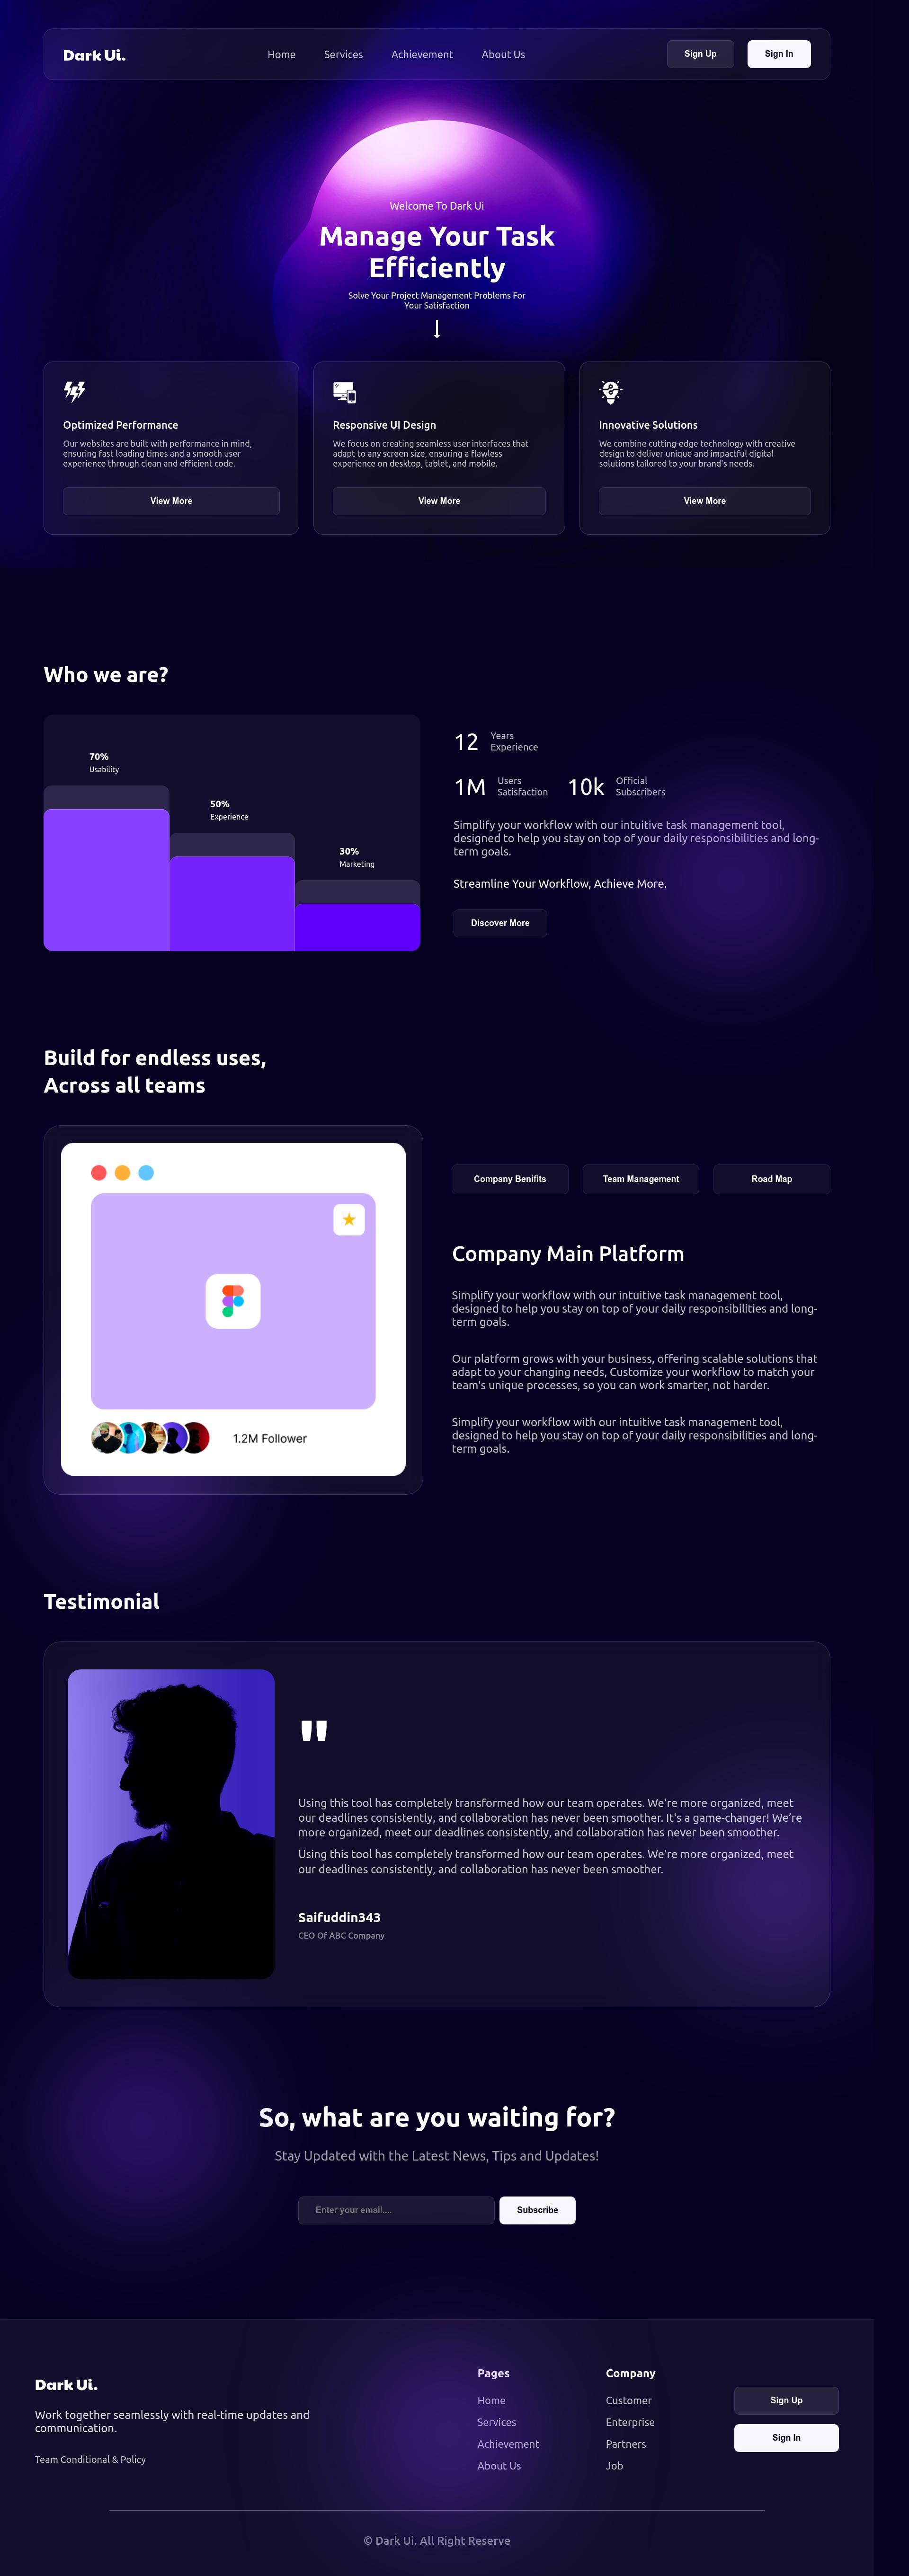 Dark Ui.
Home
Services
Achievement
About Us
Sign Up
Sign In
Welcome To Dark Ui
Manage Your Task
Efficiently
Solve Your Project Management Problems For
Your Satisfaction
Optimized Performance
Our websites are built with performance in mind,
ensuring fast loading times and a smooth user
experience through clean and efficient code.
View More
Responsive UI Design
We focus on creating seamless user interfaces that
adapt to any screen size, ensuring a flawless
experience on desktop, tablet, and mobile.
View More
Innovative Solutions
We combine cutting-edge technology with creative
design to deliver unique and impactful digital
solutions tailored to your brand's needs.
View More
Who we are?
70%
Usability
50%
Experience
30%
Marketing
12
Years
Experience
1M
Users
Satisfaction
10k
Official
Subscribers
Simplify your workflow with our intuitive task management tool,
designed to help you stay on top of your daily responsibilities and long-
term goals.
Streamline Your Workflow, Achieve More.
Discover More
Build for endless uses,
Across all teams
1.2M Follower
Company Benifits
Team Management
Road Map
Company Main Platform
Simplify your workflow with our intuitive task management tool,
designed to help you stay on top of your daily responsibilities and long-
term goals.
Our platform grows with your business, offering scalable solutions that
adapt to your changing needs, Customize your workflow to match your
team's unique processes, so you can work smarter, not harder.
Simplify your workflow with our intuitive task management tool,
designed to help you stay on top of your daily responsibilities and long-
term goals.
Testimonial
"
Using this tool has completely transformed how our team operates. We’re more organized, meet
our deadlines consistently, and collaboration has never been smoother. It's a game-changer! We’re
more organized, meet our deadlines consistently, and collaboration has never been smoother.
Using this tool has completely transformed how our team operates. We’re more organized, meet
our deadlines consistently, and collaboration has never been smoother.
Saifuddin343
CEO Of ABC Company
So, what are you waiting for?
Stay Updated with the Latest News, Tips and Updates!
Enter your email....
Subscribe
Dark Ui.
Work together seamlessly with real-time updates and
communication.
Team Conditional & Policy
Pages
Home
Services
Achievement
About Us
Company
Customer
Enterprise
Partners
Job
Sign Up
Sign In
© Dark Ui. All Right Reserve